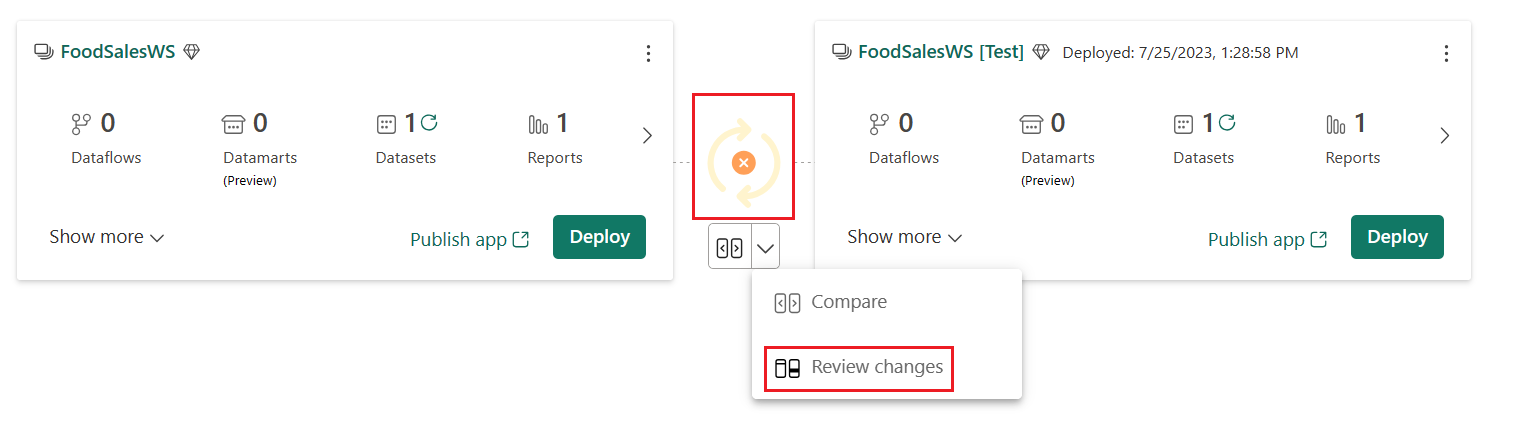 FoodSalesWS
0
Dataflows
0
Datamarts
(Preview)
1
Datasets
1
Reports
Show more
Publish app
Deploy
FoodSalesWS [Test] Deployed: 7/25/2023, 1:28:58 PM
0
Dataflows
0
Datamarts
(Preview)
1
Datasets
1
Reports
Show more
Publish app
Deploy
Compare
Review changes